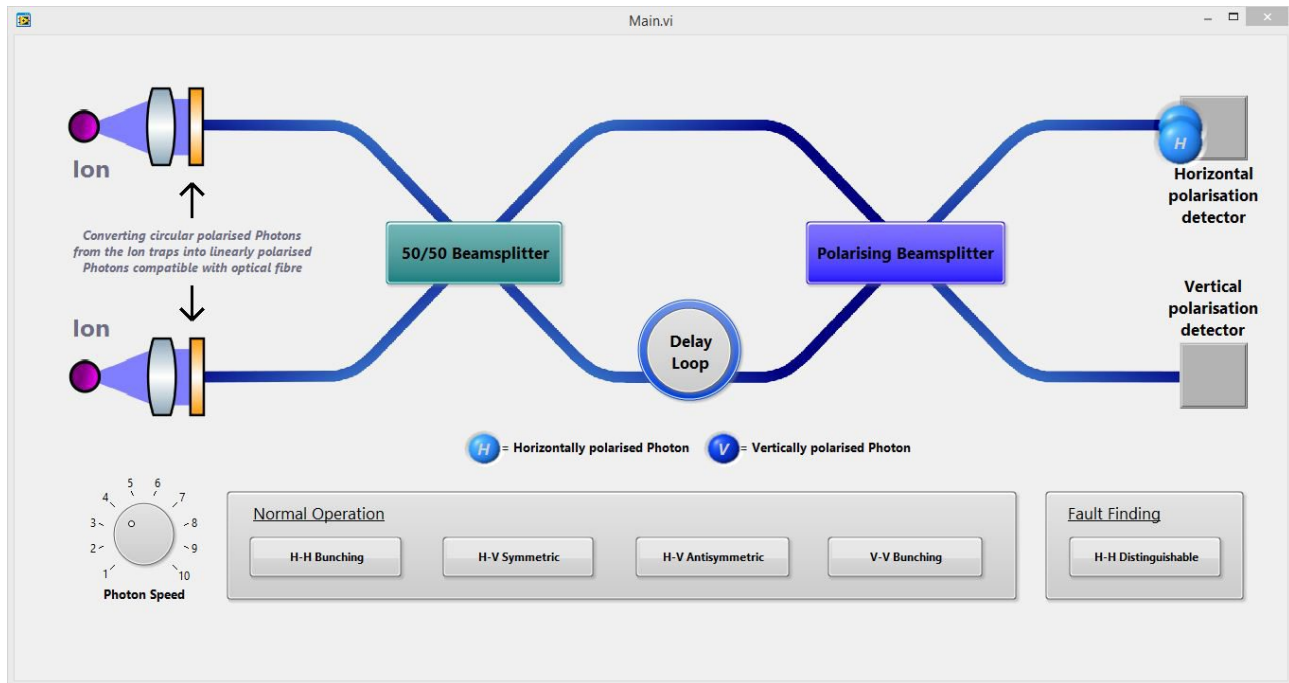 Main.vi
Ion
Converting circular polarised Photons
from the Ion traps into linearly polarised
Photons compatible with optical fibre
Ion
50/50 Beamsplitter
Delay
Loop
Polarising Beamsplitter
H
Horizontal
polarisation
detector
Vertical
polarisation
detector
H = Horizontally polarised Photon V = Vertically polarised Photon
1 2 3 4 5 6 7 8 9 10
Photon Speed
Normal Operation
H-H Bunching H-V Symmetric H-V Antisymmetric V-V Bunching
Fault Finding
H-H Distinguishable